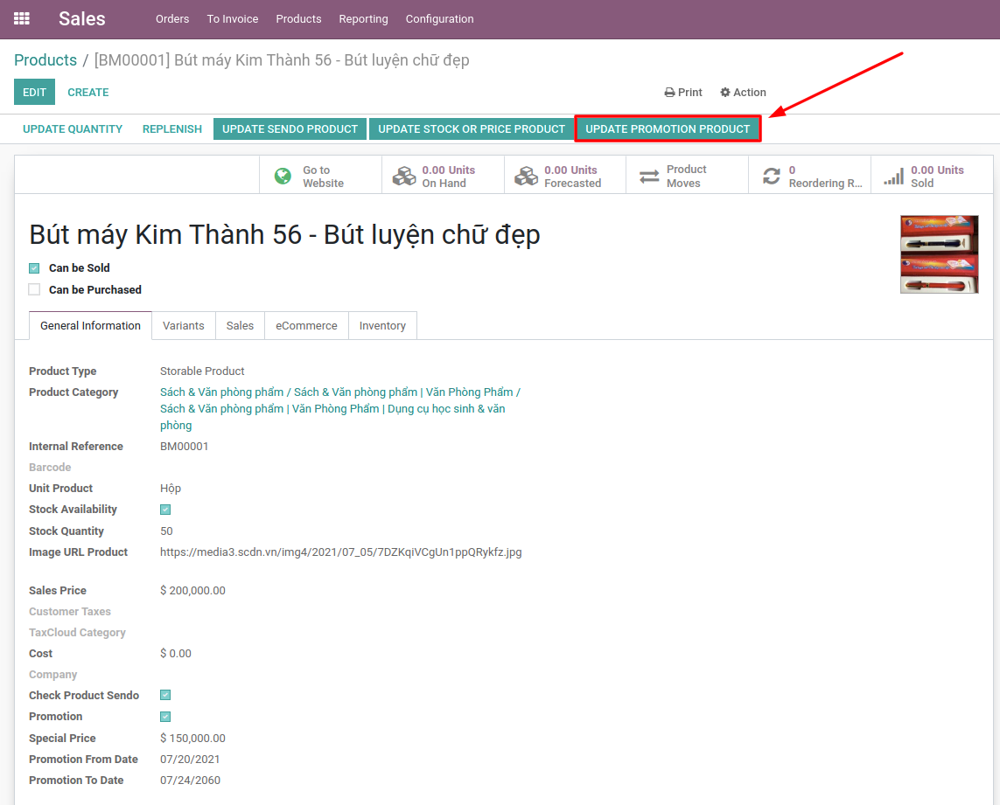 Sales Orders To Invoice Products Reporting Configuration
Products / [BM00001] Bút máy Kim Thành 56 - Bút luyện chữ đẹp
EDIT CREATE Print Action
UPDATE QUANTITY REPLENISH UPDATE SENDO PRODUCT UPDATE STOCK OR PRICE PRODUCT UPDATE PROMOTION PRODUCT
Go to
Website
0.00 Units
On Hand
0.00 Units
Forecasted
Product
Moves
0
Reordering R...
0.00 Units
Sold
Bút máy Kim Thành 56 - Bút luyện chữ đẹp
Can be Sold
Can be Purchased
General Information Variants Sales eCommerce Inventory
Product Type Storable Product
Product Category Sách & Văn phòng phẩm / Sách & Văn phòng phẩm | Văn Phòng Phẩm /
Sách & Văn phòng phẩm | Văn Phòng Phẩm | Dụng cụ học sinh & văn
phòng
Internal Reference BM00001
Barcode
Unit Product Hộp
Stock Availability
Stock Quantity 50
Image URL Product https://media3.scdn.vn/img4/2021/07_05/7DZKqiVCgUn1ppQRykfz.jpg
Sales Price $ 200,000.00
Customer Taxes
TaxCloud Category
Cost $ 0.00
Company
Check Product Sendo
Promotion
Special Price $ 150,000.00
Promotion From Date 07/20/2021
Promotion To Date 07/24/2060